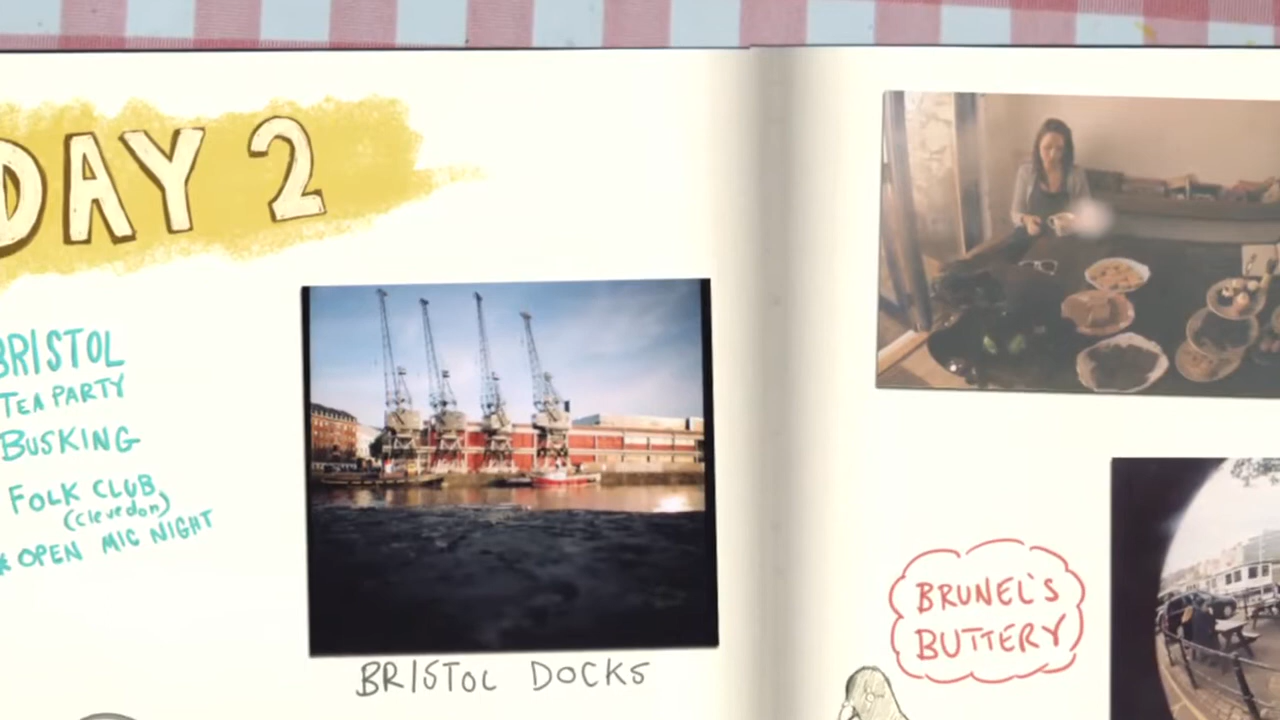 DAY 2
BRISTOL
TEA PARTY
BUSKING
FOLK CLUB
(Clevedon)
* OPEN MIC NIGHT
BRISTOL DOCKS
BRUNEL'S
BUTTERY